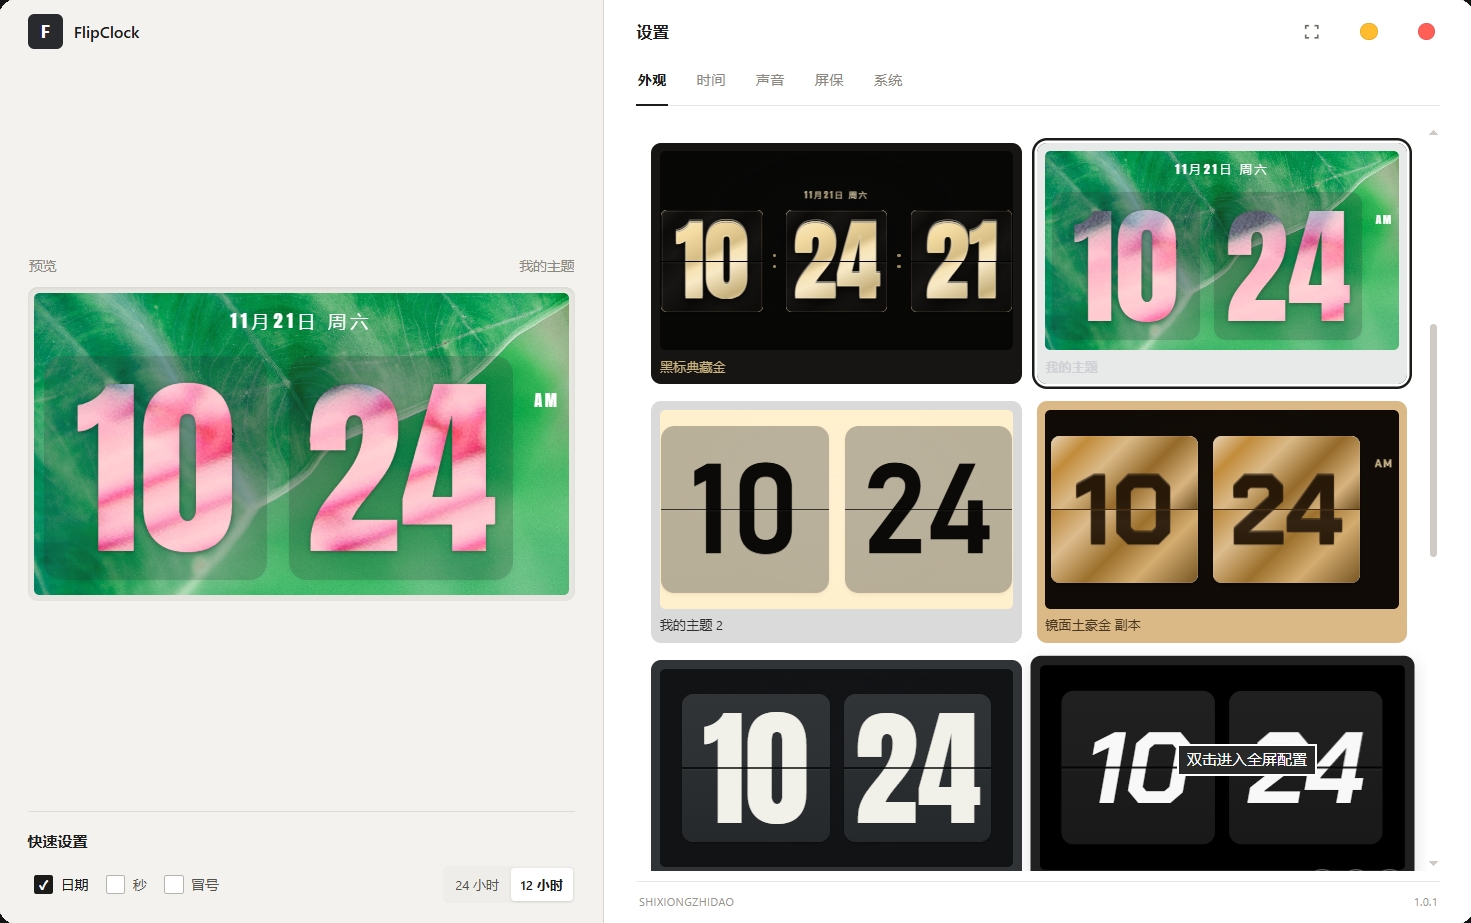 F FlipClock
设置
外观 时间 声音 屏保 系统
预览 我的主题
11月21日 周六
10 24 AM
11月21日 周六
10 : 24 : 21
黑标典藏金
11月21日 周六
10 24 AM
我的主题
10 24
我的主题 2
10 24 AM
镜面土豪金 副本
10 24
10 24
双击进入全屏配置
快速设置
日期 秒 冒号 24 小时 12 小时
SHIXIONGZHIDAO 1.0.1